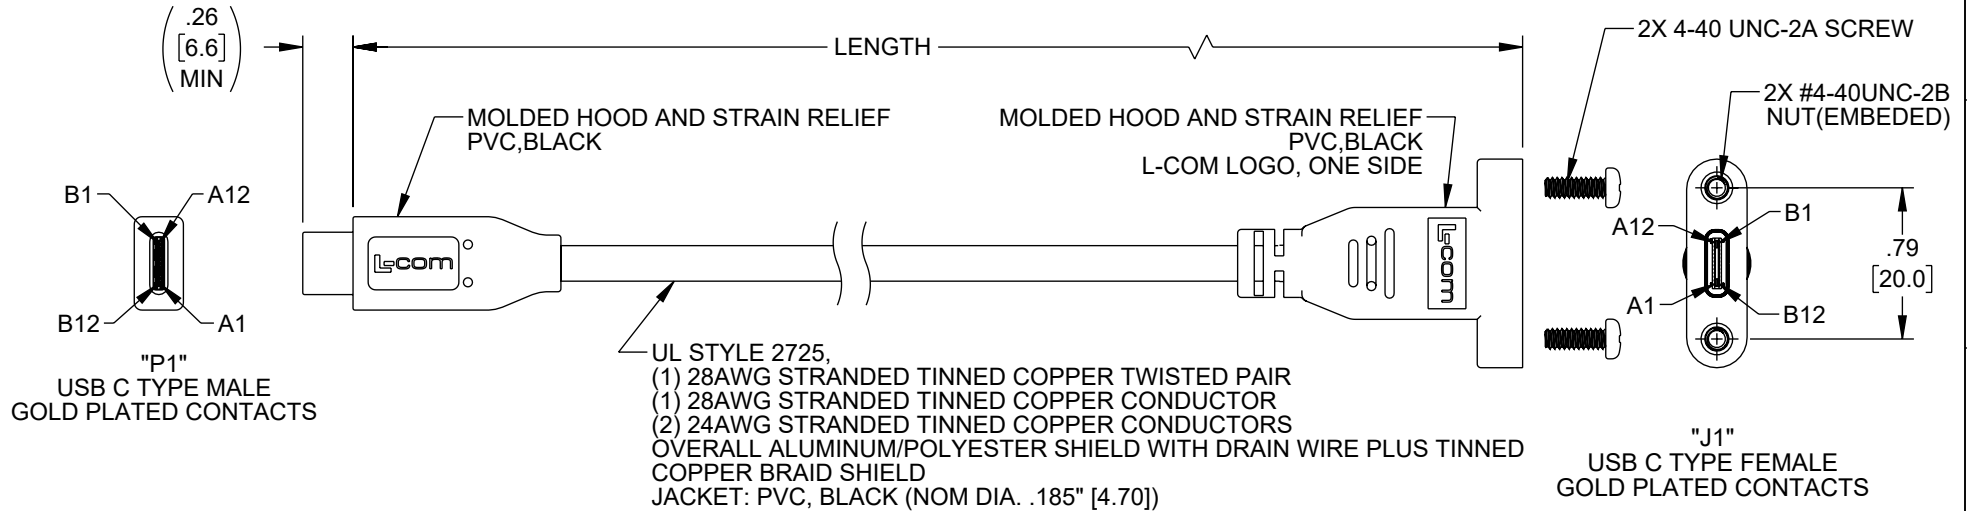 .26
[6.6]
MIN
LENGTH
2X 4-40 UNC-2A SCREW
2X #4-40UNC-2B
NUT(EMBEDED)
MOLDED HOOD AND STRAIN RELIEF
PVC,BLACK
MOLDED HOOD AND STRAIN RELIEF
PVC,BLACK
L-COM LOGO, ONE SIDE
B1
A12
B12
A1
"P1"
USB C TYPE MALE
GOLD PLATED CONTACTS
L-com
L-com
UL STYLE 2725,
(1) 28AWG STRANDED TINNED COPPER TWISTED PAIR
(1) 28AWG STRANDED TINNED COPPER CONDUCTOR
(2) 24AWG STRANDED TINNED COPPER CONDUCTORS
OVERALL ALUMINUM/POLYESTER SHIELD WITH DRAIN WIRE PLUS TINNED
COPPER BRAID SHIELD
JACKET: PVC, BLACK (NOM DIA. .185" [4.70])
A12
B1
A1
B12
.79
[20.0]
"J1"
USB C TYPE FEMALE
GOLD PLATED CONTACTS